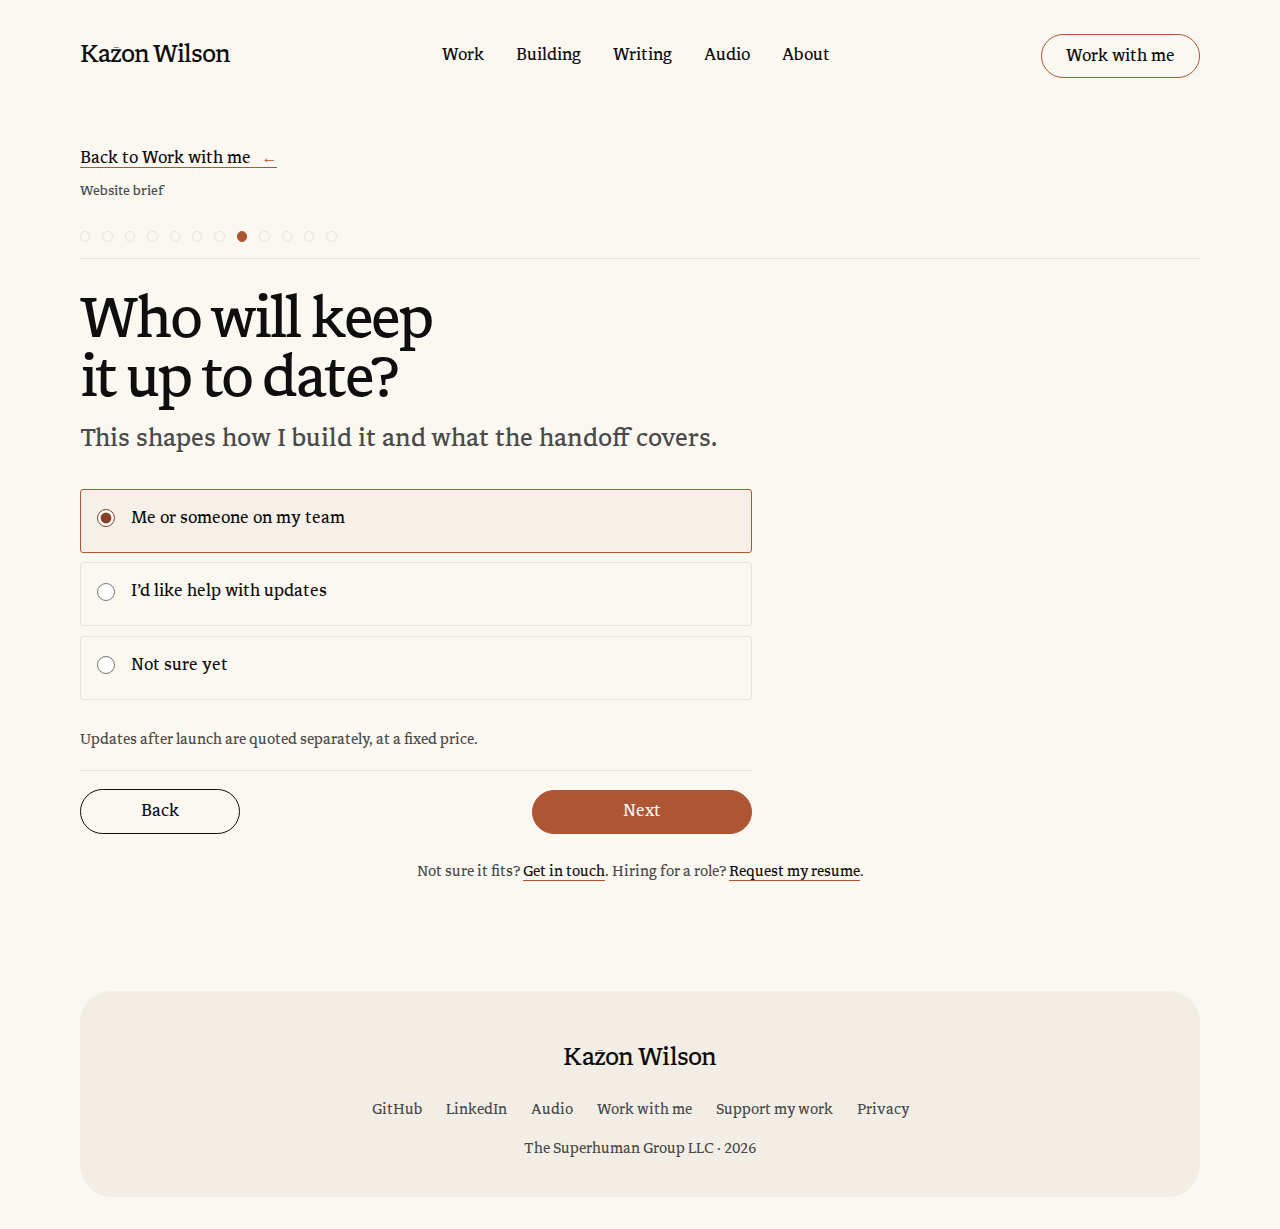 Kazon Wilson
Work Building Writing Audio About
Work with me
Back to Work with me ←
Website brief
Who will keep
it up to date?
This shapes how I build it and what the handoff covers.
Me or someone on my team
I’d like help with updates
Not sure yet
Updates after launch are quoted separately, at a fixed price.
Back
Next
Not sure it fits? Get in touch. Hiring for a role? Request my resume.
Kazon Wilson
GitHub LinkedIn Audio Work with me Support my work Privacy
The Superhuman Group LLC · 2026